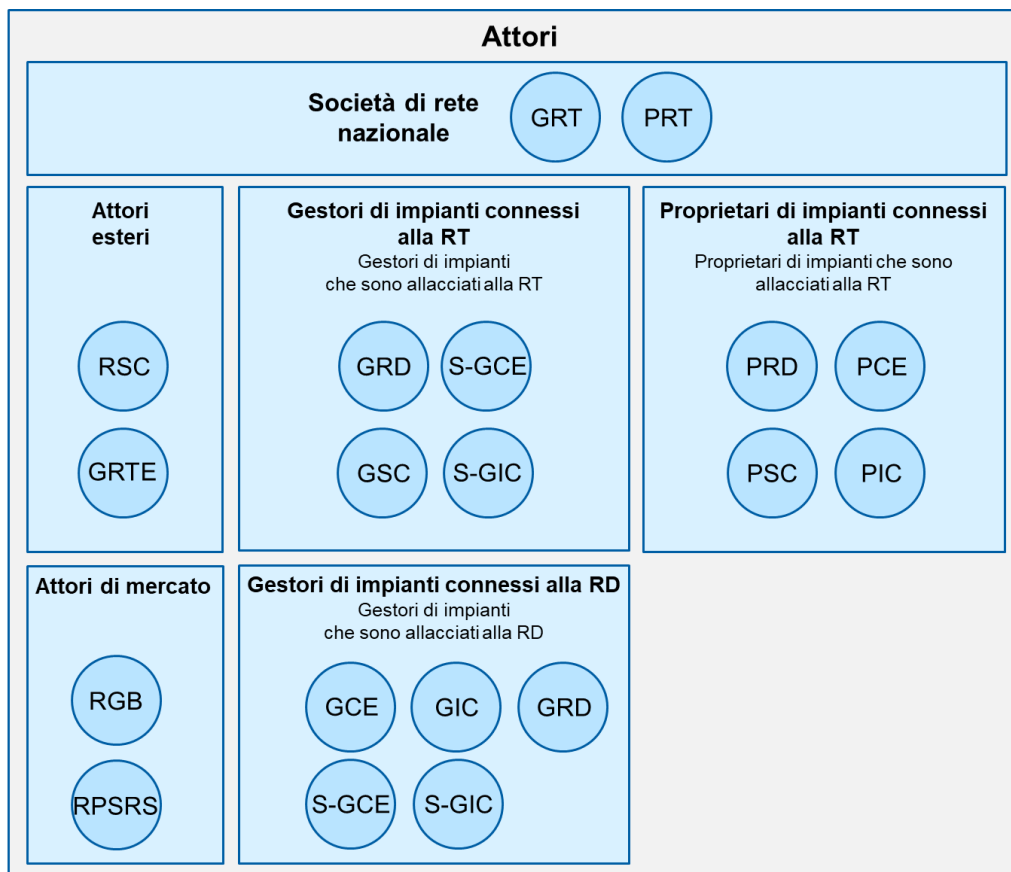 Attori
Società di rete
nazionale
GRT
PRT
Attori
esteri
RSC
GRTE
Gestori di impianti connessi
alla RT
Gestori di impianti
che sono allacciati alla RT
GRD
S-GCE
GSC
S-GIC
Proprietari di impianti connessi
alla RT
Proprietari di impianti che sono
allacciati alla RT
PRD
PCE
PSC
PIC
Attori di mercato
RGB
RPSRS
Gestori di impianti connessi alla RD
Gestori di impianti
che sono allacciati alla RD
GCE
GIC
GRD
S-GCE
S-GIC